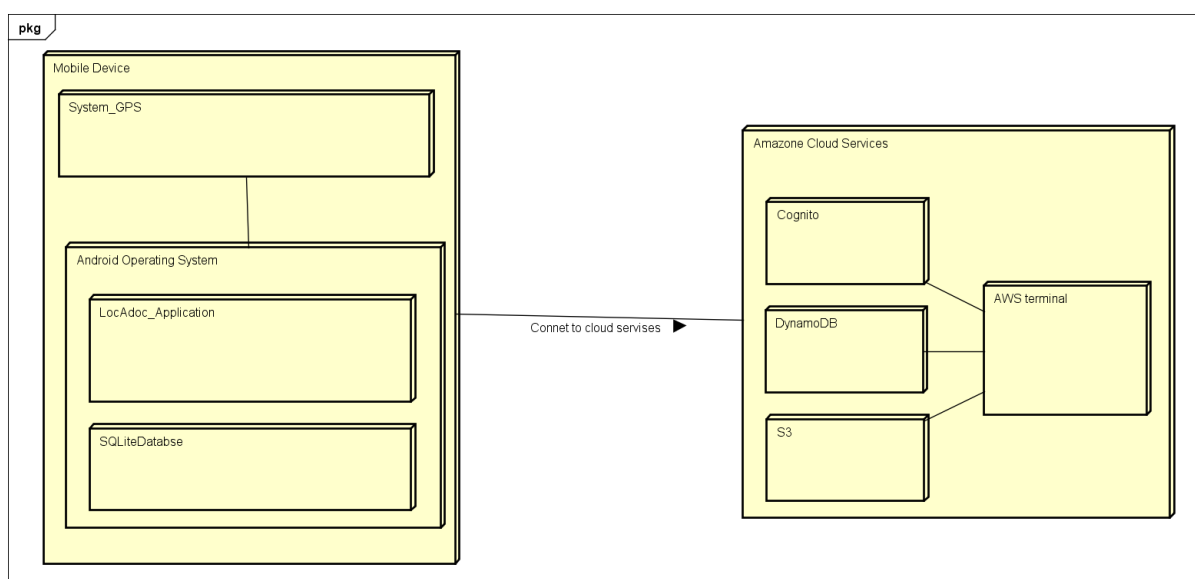 pkg
Mobile Device
System_GPS
Android Operating System
LocAdoc_Application
SQLiteDatabse
Connet to cloud servises
Amazone Cloud Services
Cognito
DynamoDB
S3
AWS terminal